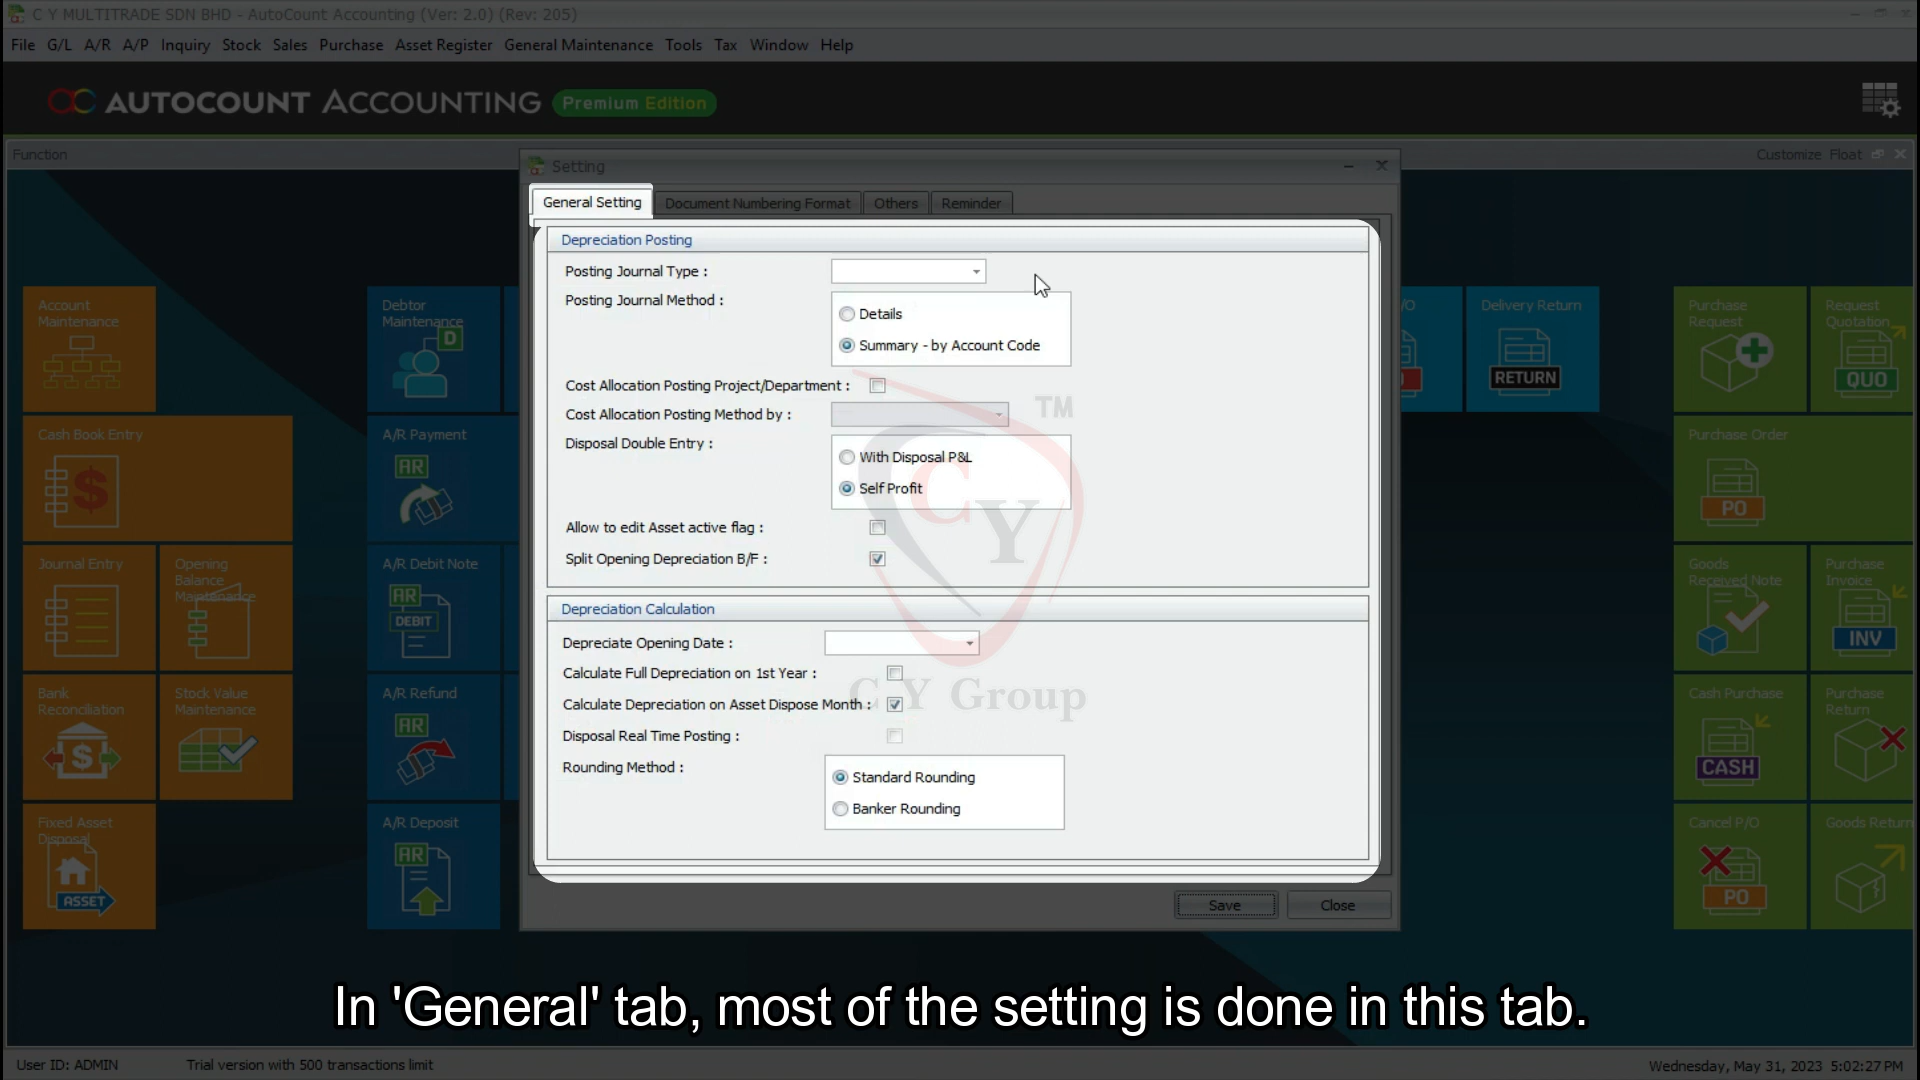 C Y MULTITRADE SDN BHD - AutoCount Accounting (Ver: 2.0) (Rev: 205)
File G/L A/R A/P Inquiry Stock Sales Purchase Asset Register General Maintenance Tools Tax Window Help
AUTOCOUNT ACCOUNTING Premium Edition
Function
Customize Float
Setting
General Setting Document Numbering Format Others Reminder
Depreciation Posting
Posting Journal Type :
Posting Journal Method :
Details
Summary - by Account Code
Cost Allocation Posting Project/Department :
Cost Allocation Posting Method by :
Disposal Double Entry :
With Disposal P&L
Self Profit
Allow to edit Asset active flag :
Split Opening Depreciation B/F :
Depreciation Calculation
Depreciate Opening Date :
Calculate Full Depreciation on 1st Year :
Calculate Depreciation on Asset Dispose Month :
Disposal Real Time Posting :
Rounding Method :
Standard Rounding
Banker Rounding
Save Close
TM
C Y
C Y Group
Account
Maintenance
Cash Book Entry
Journal Entry
Opening
Balance
Maintenance
Bank
Reconciliation
Stock Value
Maintenance
Fixed Asset
Disposal
ASSET
Debtor
Maintenance
D
A/R Payment
AR
A/R Debit Note
AR
DEBIT
A/R Refund
AR
A/R Deposit
AR
/O
Delivery Return
RETURN
Purchase
Request
Request
Quotation
QUO
Purchase Order
PO
Goods
Received Note
Purchase
Invoice
INV
Cash Purchase
CASH
Purchase
Return
Cancel P/O
PO
Goods Return
In 'General' tab, most of the setting is done in this tab.
User ID: ADMIN
Trial version with 500 transactions limit
Wednesday, May 31, 2023 5:02:27 PM